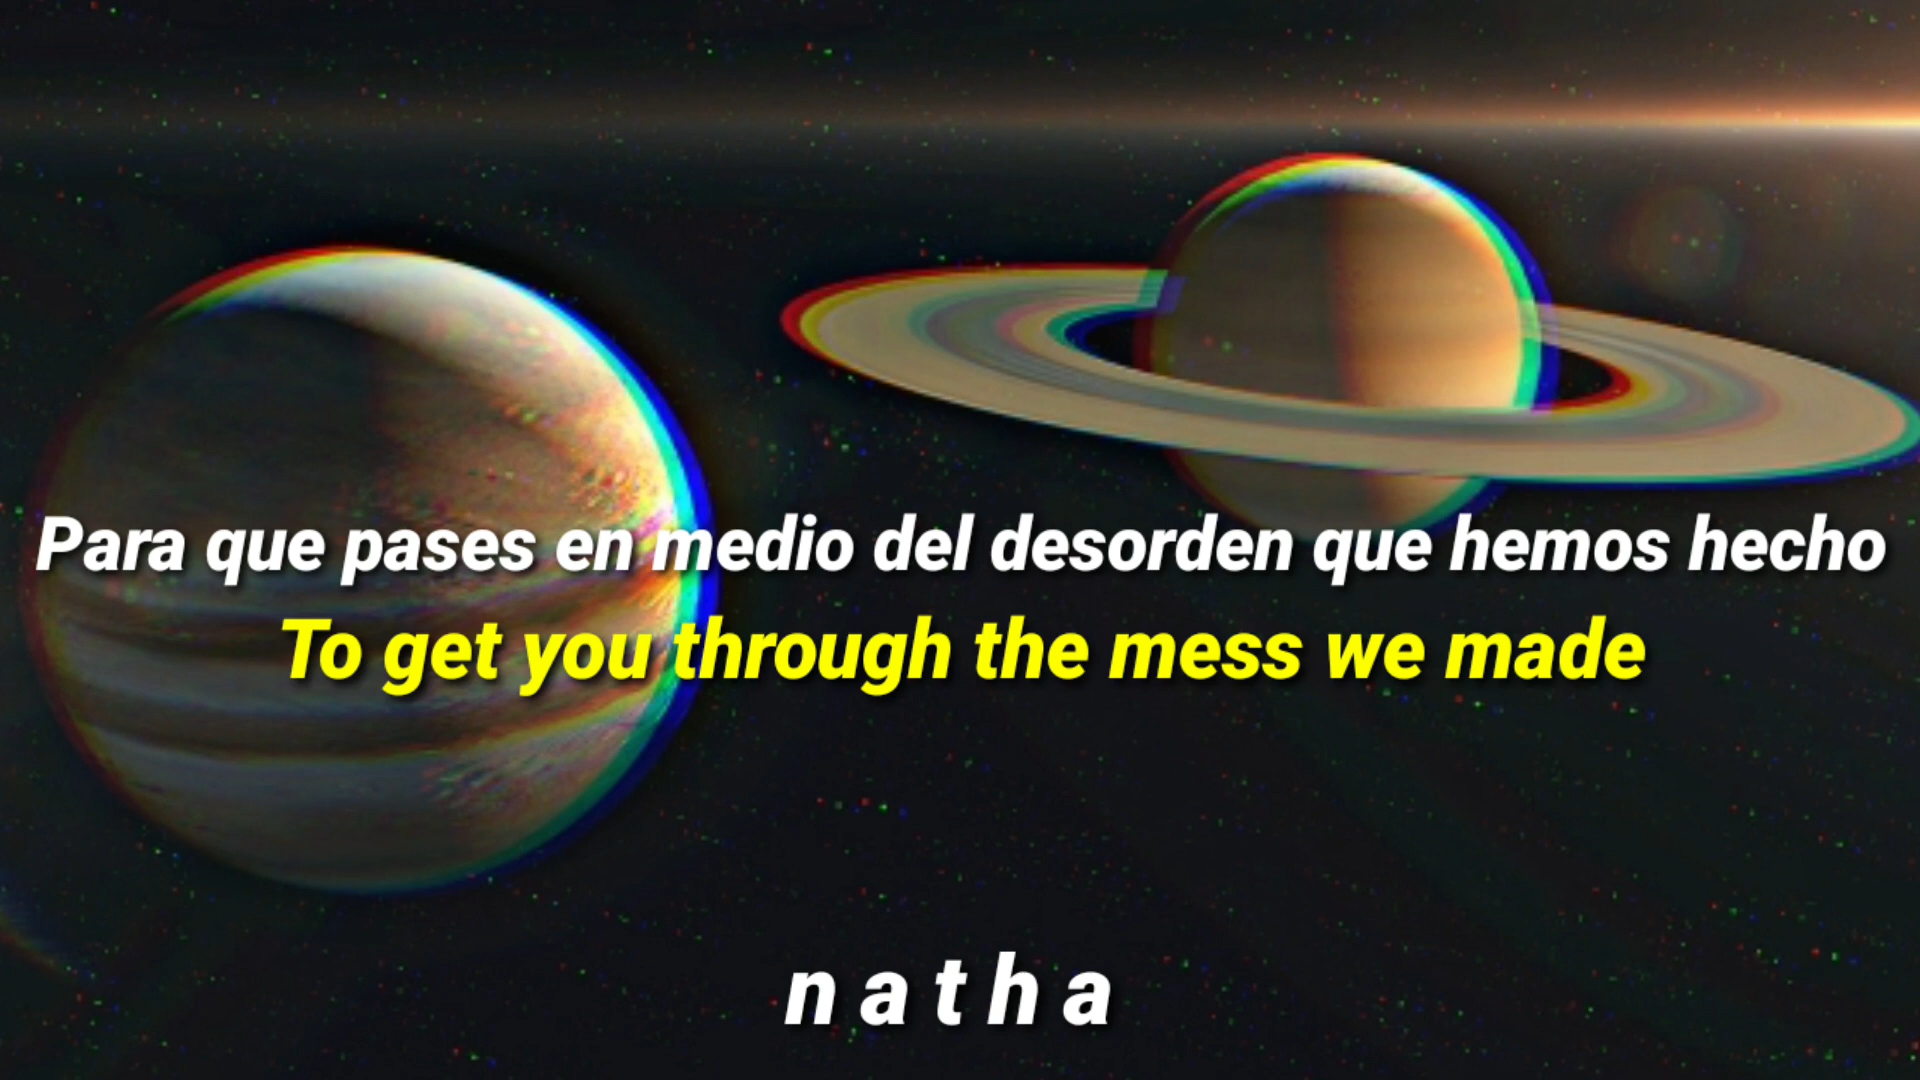 Para que pases en medio del desorden que hemos hecho
To get you through the mess we made
n a t h a